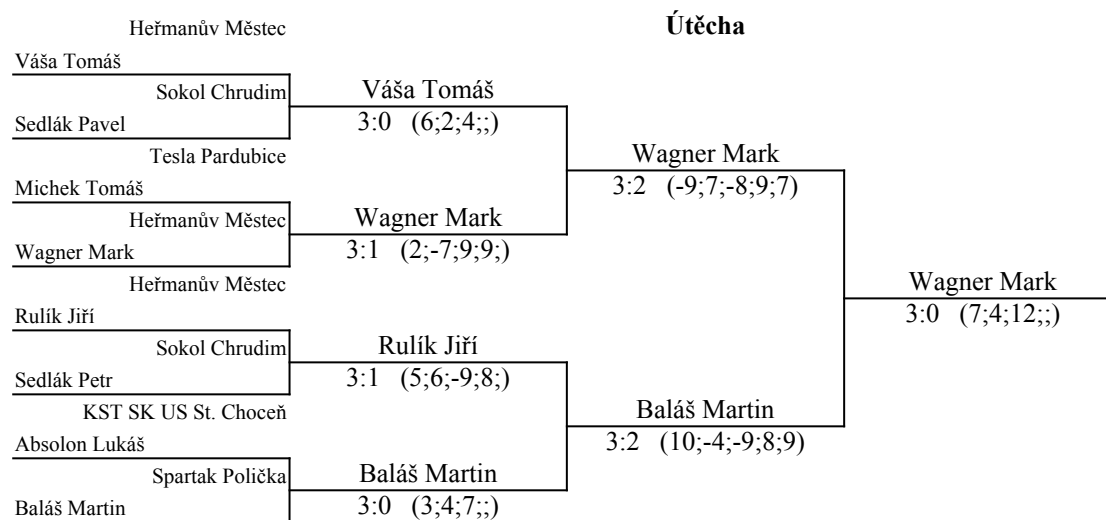 Heřmanův Městec
Útěcha
Váša Tomáš
Sokol Chrudim
Váša Tomáš
Sedlák Pavel
3:0 (6;2;4;;)
Tesla Pardubice
Wagner Mark
Michek Tomáš
3:2 (-9;7;-8;9;7)
Heřmanův Městec
Wagner Mark
Wagner Mark
3:1 (2;-7;9;9;)
Heřmanův Městec
Wagner Mark
Rulík Jiří
3:0 (7;4;12;;)
Sokol Chrudim
Rulík Jiří
Sedlák Petr
3:1 (5;6;-9;8;)
KST SK US St. Choceň
Baláš Martin
Absolon Lukáš
3:2 (10;-4;-9;8;9)
Spartak Polička
Baláš Martin
Baláš Martin
3:0 (3;4;7;;)